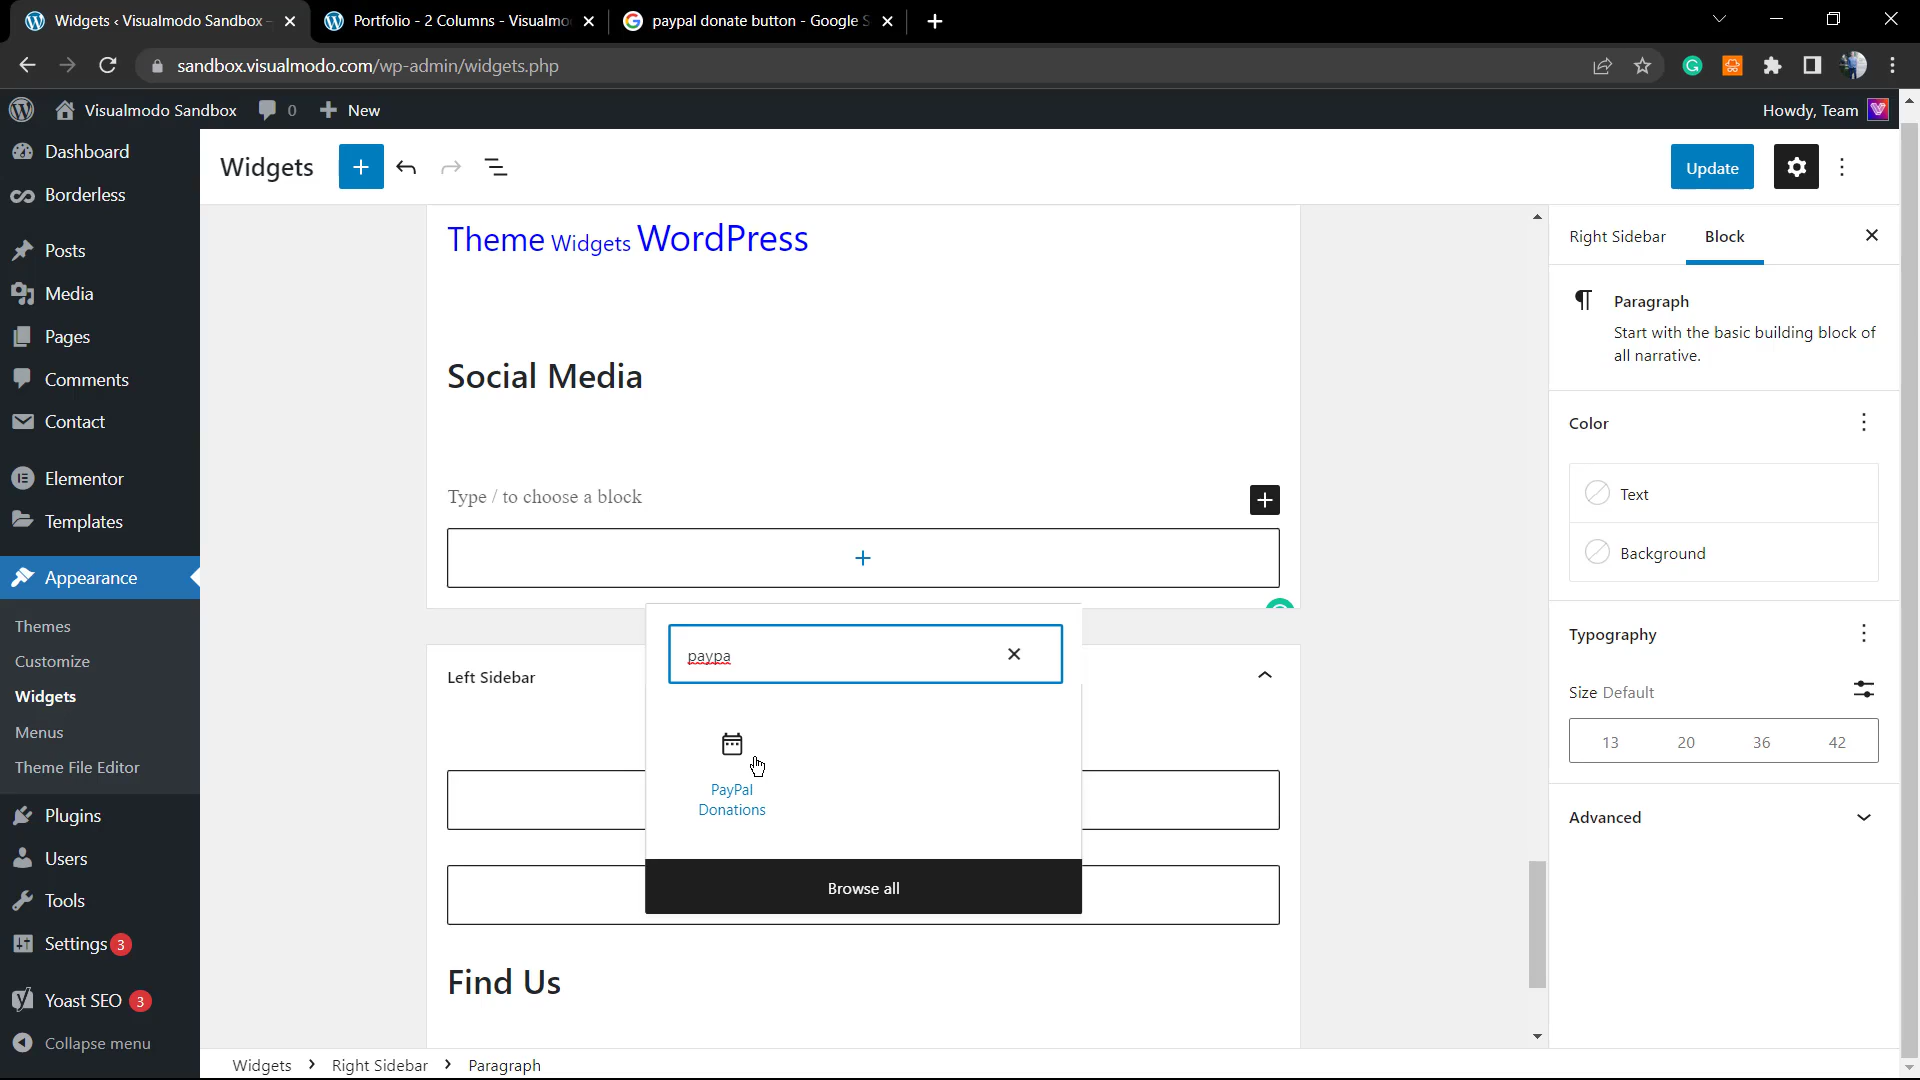 Widgets ‹ Visualmodo Sandbox –
Portfolio - 2 Columns - Visualmo
paypal donate button - Google S
sandbox.visualmodo.com/wp-admin/widgets.php
Visualmodo Sandbox
0
New
Howdy, Team
Dashboard
Borderless
Posts
Media
Pages
Comments
Contact
Elementor
Templates
Appearance
Themes
Customize
Widgets
Menus
Theme File Editor
Plugins
Users
Tools
Settings 3
Yoast SEO 3
Collapse menu
Widgets
Update
Theme Widgets WordPress
Social Media
Type / to choose a block
paypa
PayPal
Donations
Browse all
Left Sidebar
Find Us
Widgets › Right Sidebar › Paragraph
Right Sidebar
Block
Paragraph
Start with the basic building block of
all narrative.
Color
Text
Background
Typography
Size Default
13 20 36 42
Advanced